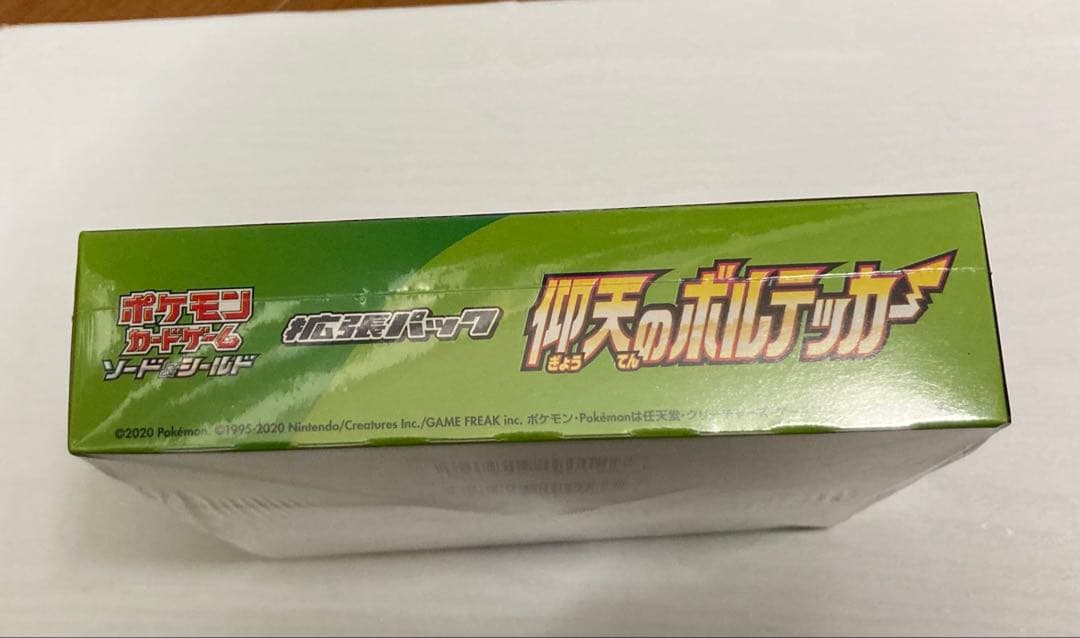 ポケモン
カードゲーム
ソード&シールド
拡張パック
仰天のボルテッカー
ぎょう てん
©2020 Pokémon. ©1995-2020 Nintendo/Creatures Inc./GAME FREAK inc. ポケモン・Pokémonは任天堂・クリーチャーズ